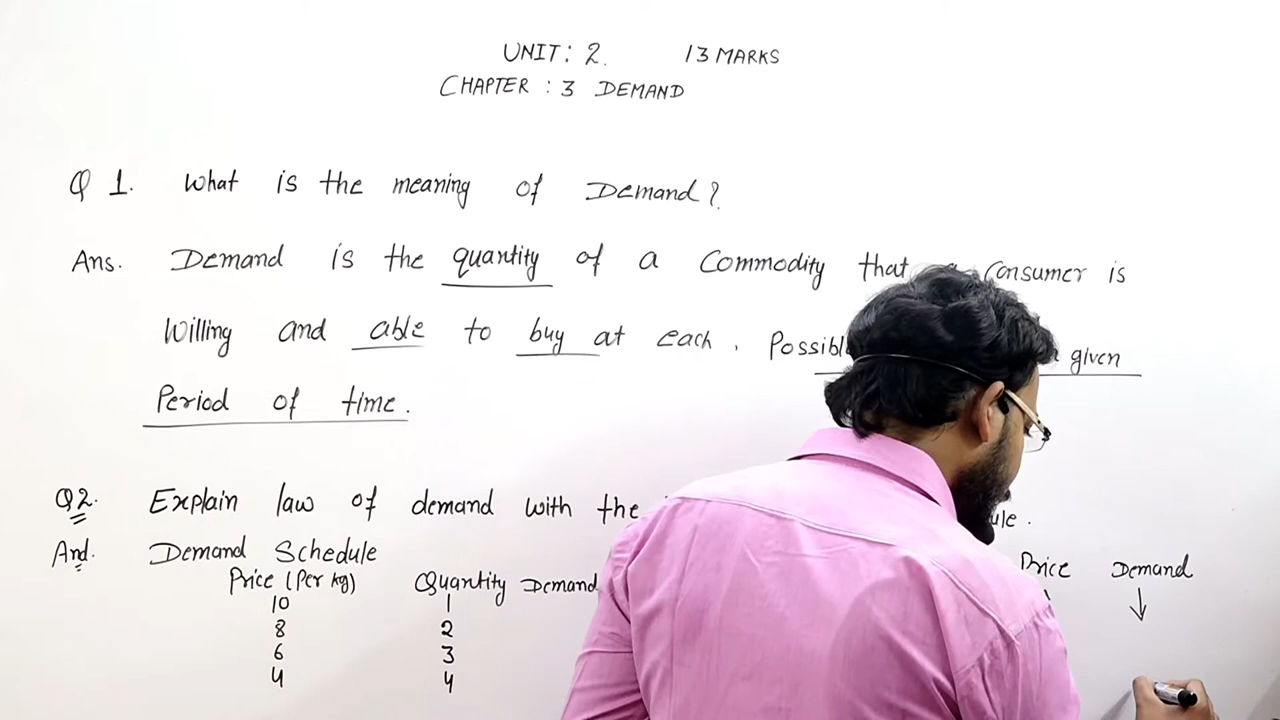 UNIT: 2. 13 MARKS
CHAPTER : 3 DEMAND
Q 1. What is the meaning of Demand?
Ans. Demand is the quantity of a Commodity that a Consumer is
Willing and able to buy at each . given
Period of time.
Q2. Explain law of demand with the
Demand Schedule
Price (Per kg) Quantity Demand Price Demand
10 1 ↓
8 2
6 3
4 4